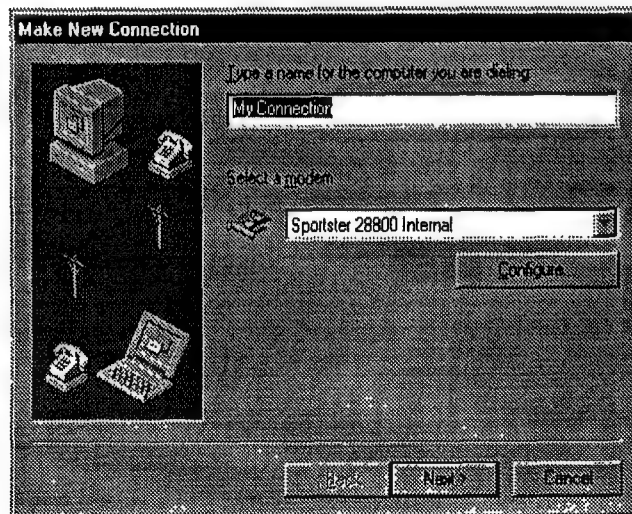 Make New Connection
Type a name for the computer you are dialing:
My Connection
Select a modem:
Sportster 28800 Internal
Configure...
< Back
Next >
Cancel